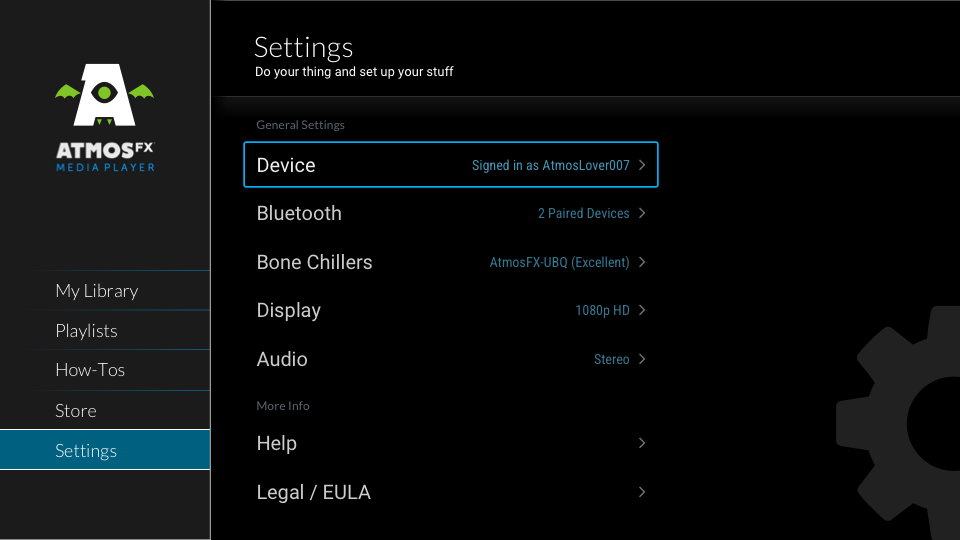 ATMOSFX
MEDIA PLAYER
My Library
Playlists
How-Tos
Store
Settings
Settings
Do your thing and set up your stuff
General Settings
Device Signed in as AtmosLover007
Bluetooth 2 Paired Devices
Bone Chillers AtmosFX-UBQ (Excellent)
Display 1080p HD
Audio Stereo
More Info
Help
Legal / EULA